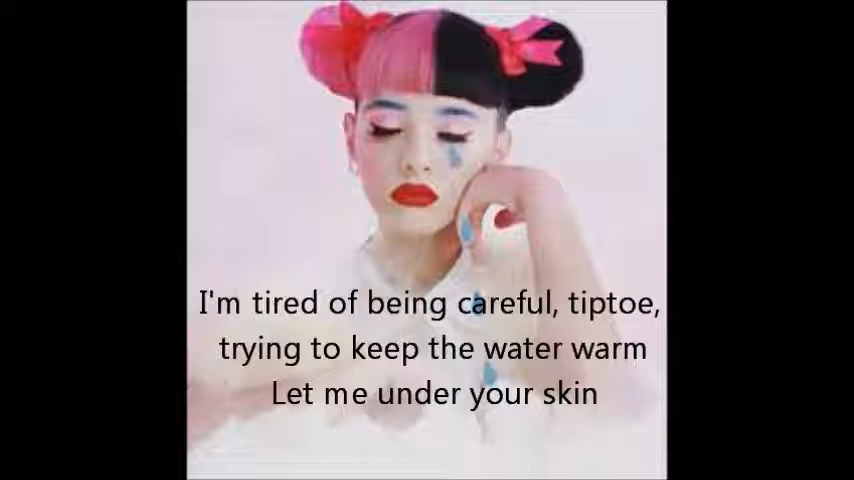 I'm tired of being careful, tiptoe,
trying to keep the water warm
Let me under your skin